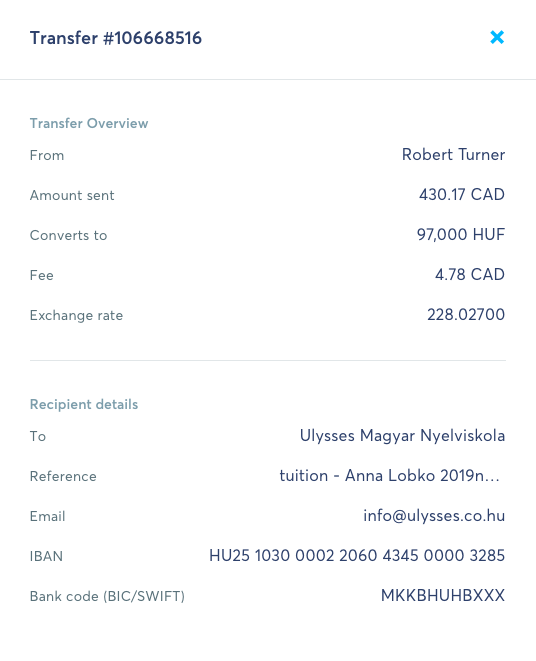 Transfer #106668516
Transfer Overview
From Robert Turner
Amount sent 430.17 CAD
Converts to 97,000 HUF
Fee 4.78 CAD
Exchange rate 228.02700
Recipient details
To Ulysses Magyar Nyelviskola
Reference tuition - Anna Lobko 2019n...
Email info@ulysses.co.hu
IBAN HU25 1030 0002 2060 4345 0000 3285
Bank code (BIC/SWIFT) MKKBHUHBXXX